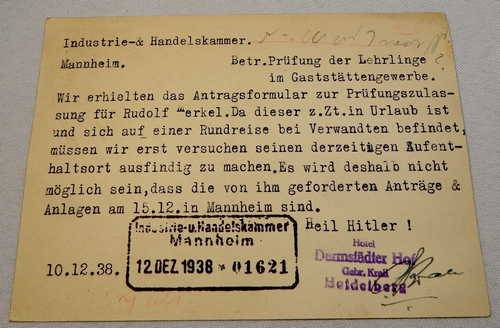 Industrie-& Handelskammer.
Mannheim. Betr.Prüfung der Lehrlinge
im Gaststättengewerbe.
Wir erhielten das Antragsformular zur Prüfungszulas=
sung für Rudolf "erkel.Da dieser z.Zt.in Urlaub ist
und sich auf einer Rundreise bei Verwandten befindet,
müssen wir erst versuchen seinen derzeitigen Aufent=
haltsort ausfindig zu machen.Es wird deshalb nicht
möglich sein,dass die von ihm geforderten Anträge &
Anlagen am 15.12.in Mannheim sind.
Heil Hitler !
Industrie-u.Handelskammer
Mannheim
12.DEZ.1938 * 01621
10.12.38.
Hotel
Darmstädter Hof
Gebr. Krall
Heidelberg